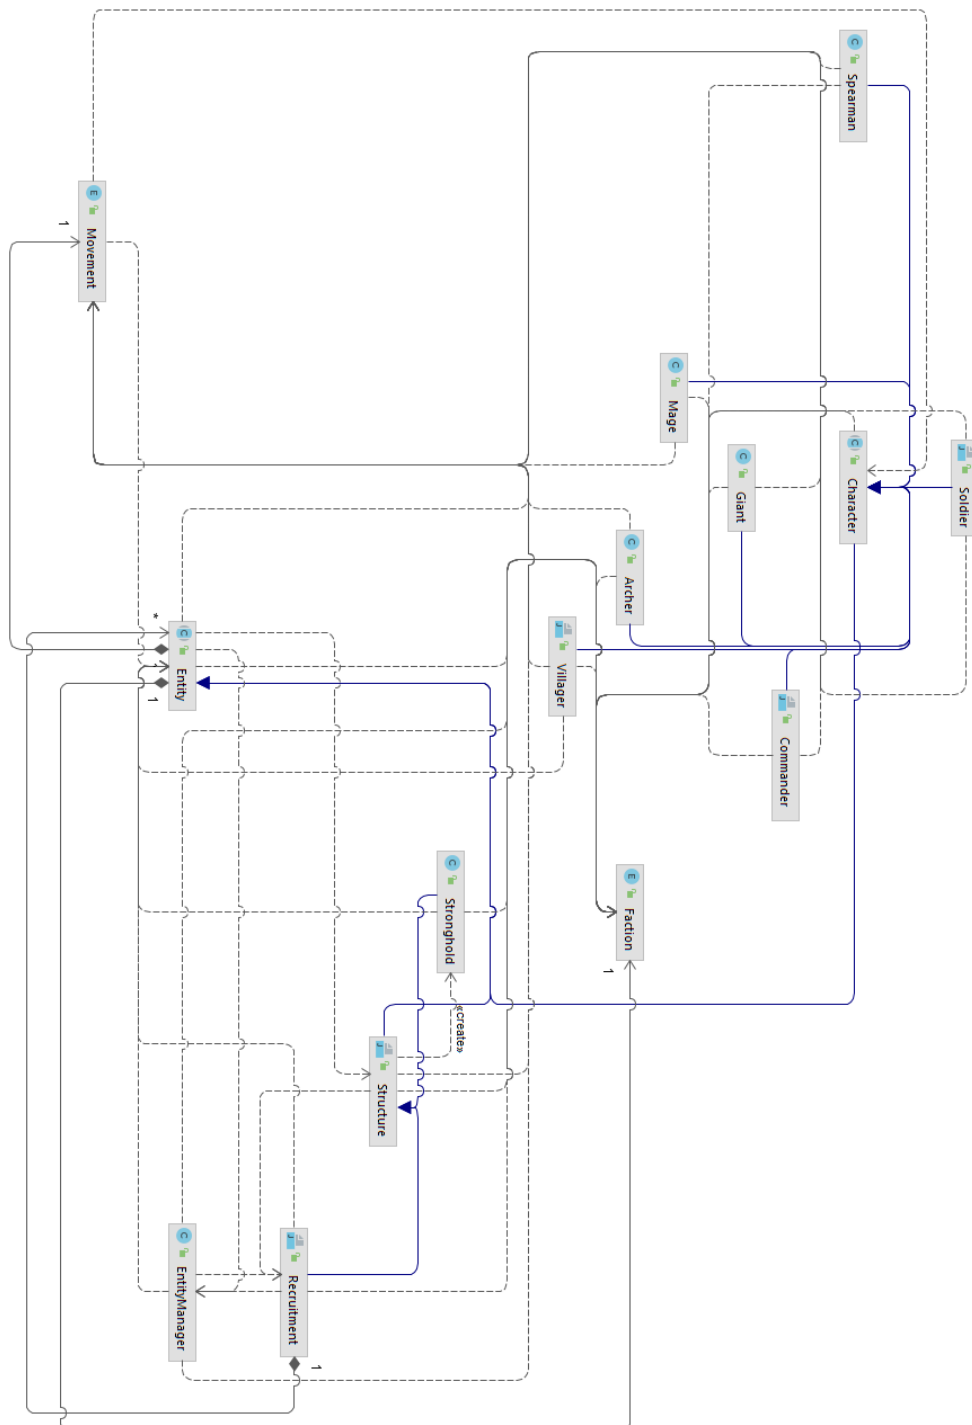 Spearman
Movement
1
Mage
Character
Soldier
Giant
Archer
*
Entity
1
Villager
Commander
Stronghold
Faction
1
«create»
Structure
EntityManager
Recruitment
1